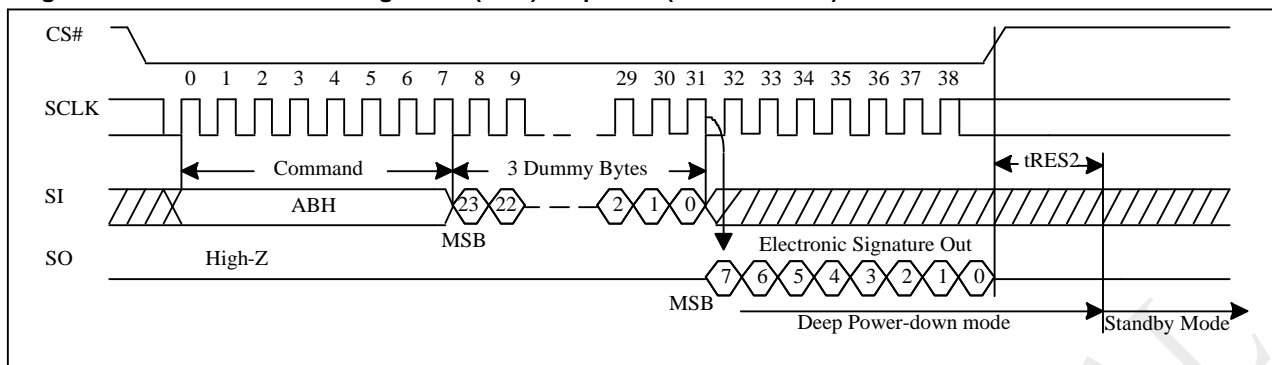 CS#
0 1 2 3 4 5 6 7 8 9 29 30 31 32 33 34 35 36 37 38
SCLK
Command 3 Dummy Bytes tRES2
SI ABH 23 22 2 1 0
MSB
Electronic Signature Out
SO High-Z
7 6 5 4 3 2 1 0
MSB
Deep Power-down mode Standby Mode